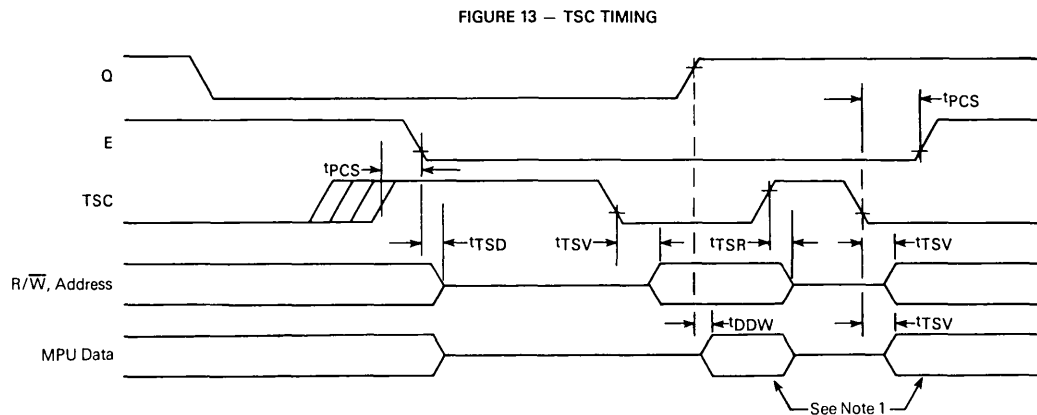 FIGURE 13 — TSC TIMING
Q
tPCS
E
tPCS
TSC
tTSD
tTSV
tTSR
tTSV
R/W̅, Address
tDDW
tTSV
MPU Data
See Note 1